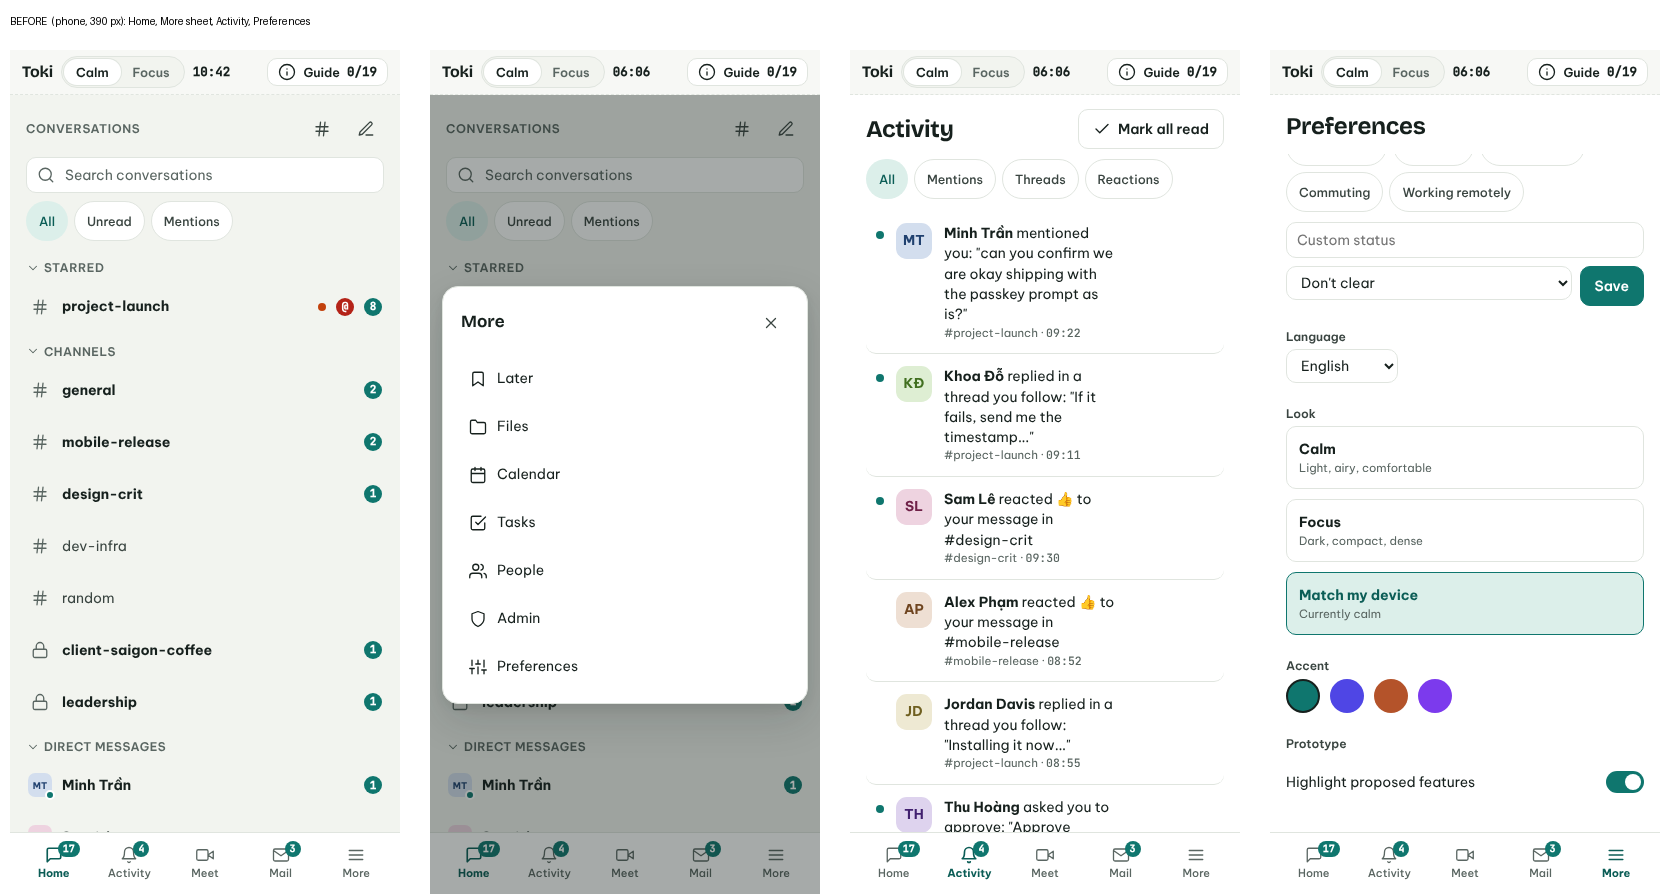 BEFORE (phone, 390 px): Home, More sheet, Activity, Preferences
Toki Calm Focus 10:42 Guide 0/19
CONVERSATIONS
Search conversations
All Unread Mentions
STARRED
project-launch @ 8
CHANNELS
general 2
mobile-release 2
design-crit 1
dev-infra
random
client-saigon-coffee 1
leadership 1
DIRECT MESSAGES
MT Minh Trần 1
17 4 3
Home Activity Meet Mail More
Toki Calm Focus 06:06 Guide 0/19
CONVERSATIONS
Search conversations
All Unread Mentions
STARRED
More
Later
Files
Calendar
Tasks
People
Admin
Preferences
leadership
DIRECT MESSAGES
MT Minh Trần 1
17 4 3
Home Activity Meet Mail More
Toki Calm Focus 06:06 Guide 0/19
Activity Mark all read
All Mentions Threads Reactions
MT Minh Trần mentioned
you: "can you confirm we
are okay shipping with
the passkey prompt as
is?"
#project-launch · 09:22
KĐ Khoa Đỗ replied in a
thread you follow: "If it
fails, send me the
timestamp..."
#project-launch · 09:11
SL Sam Lê reacted 👍 to
your message in
#design-crit
#design-crit · 09:30
AP Alex Phạm reacted 👍 to
your message in
#mobile-release
#mobile-release · 08:52
JD Jordan Davis replied in a
thread you follow:
"Installing it now..."
#project-launch · 08:55
TH Thu Hoàng asked you to
approve: "Approve
17 4 3
Home Activity Meet Mail More
Toki Calm Focus 06:06 Guide 0/19
Preferences
Commuting Working remotely
Custom status
Don't clear Save
Language
English
Look
Calm
Light, airy, comfortable
Focus
Dark, compact, dense
Match my device
Currently calm
Accent
Prototype
Highlight proposed features
17 4 3
Home Activity Meet Mail More